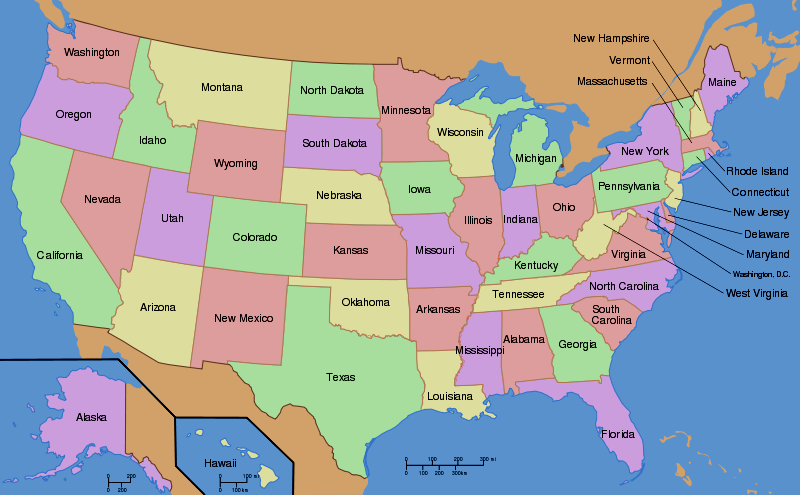 New Hampshire
Vermont
Massachusetts
Washington
Montana
North Dakota
Minnesota
Maine
Oregon
Idaho
Wisconsin
South Dakota
Michigan
New York
Wyoming
Rhode Island
Pennsylvania
Connecticut
Nebraska
Iowa
Nevada
New Jersey
Utah
Illinois
Indiana
Ohio
Delaware
Colorado
Kansas
Missouri
California
Virginia
Maryland
Kentucky
Washington, D.C.
North Carolina
West Virginia
Tennessee
Arizona
Oklahoma
Arkansas
New Mexico
South
Carolina
Alabama
Georgia
Mississippi
Texas
Louisiana
Alaska
Florida
Hawaii
0 100 200 300 mi
0 100 200 300km
0 200
0 200
0 100 mi
0 100 km